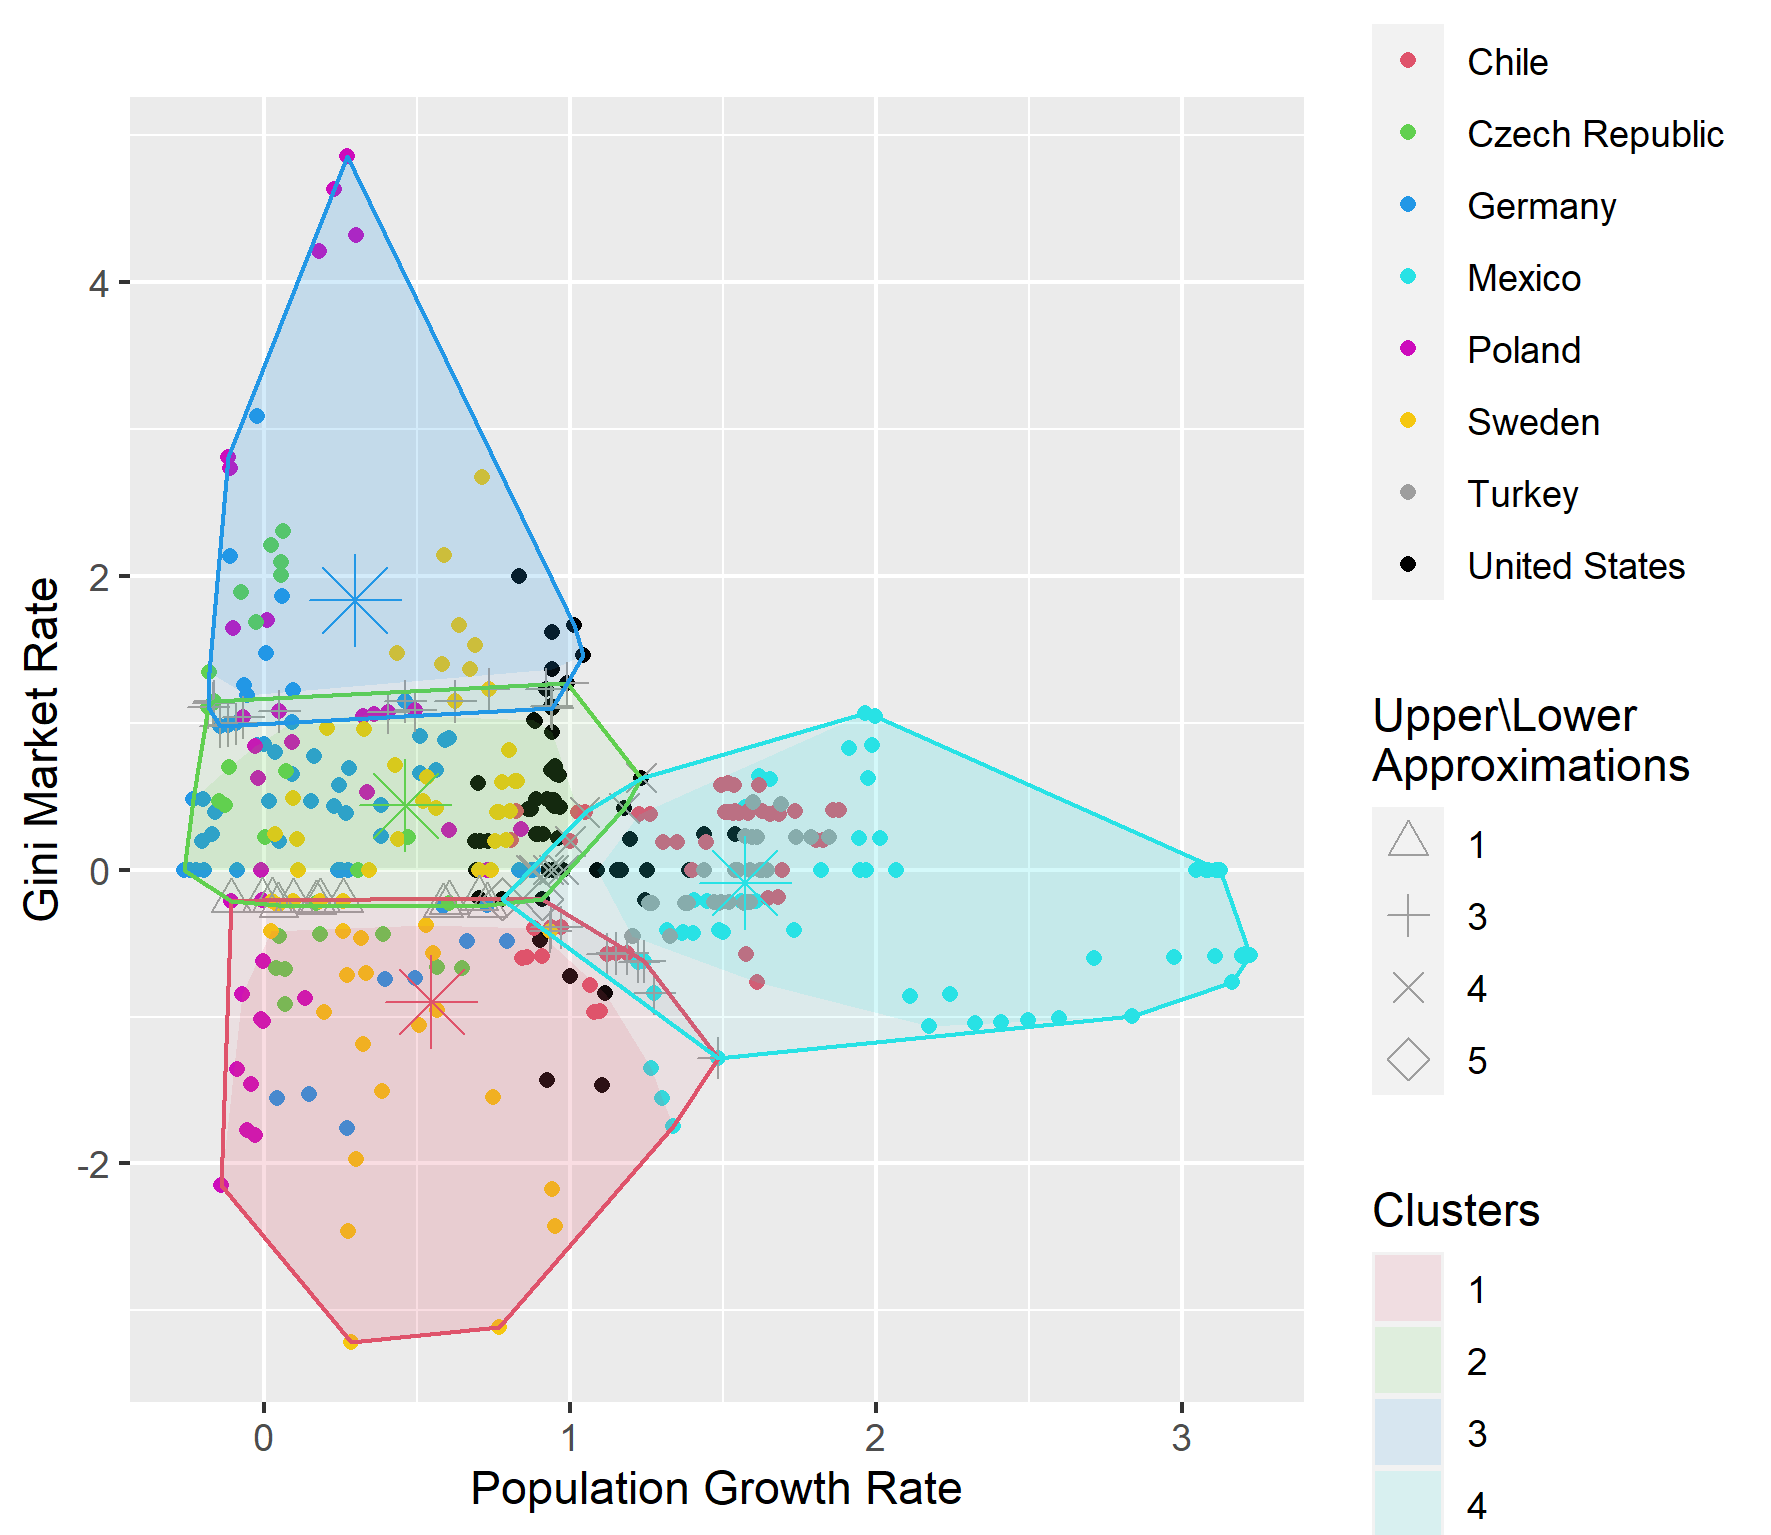 Chile
Czech Republic
Germany
Mexico
Poland
Sweden
Turkey
United States
Upper\Lower
Approximations
1
3
4
5
Clusters
1
2
3
4
4
2
0
-2
Gini Market Rate
0
1
2
3
Population Growth Rate